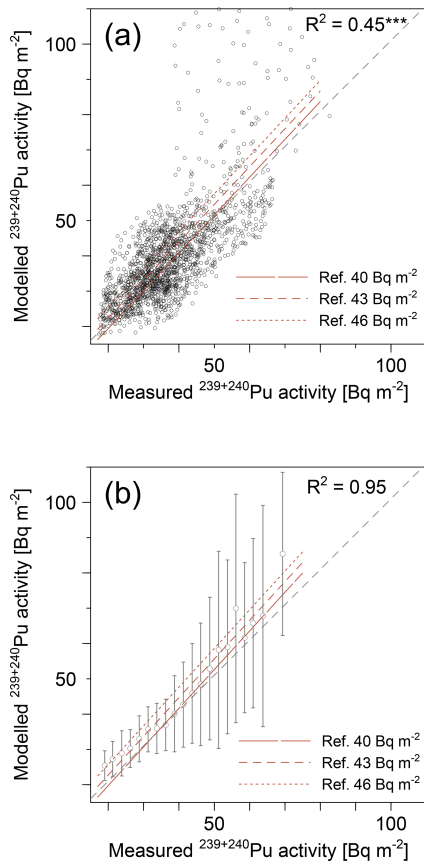 (a)
R² = 0.45***
100
50
Modelled ²³⁹⁺²⁴⁰Pu activity [Bq m⁻²]
Ref. 40 Bq m⁻²
Ref. 43 Bq m⁻²
Ref. 46 Bq m⁻²
50 100
Measured ²³⁹⁺²⁴⁰Pu activity [Bq m⁻²]
(b)
R² = 0.95
100
50
Modelled ²³⁹⁺²⁴⁰Pu activity [Bq m⁻²]
Ref. 40 Bq m⁻²
Ref. 43 Bq m⁻²
Ref. 46 Bq m⁻²
50 100
Measured ²³⁹⁺²⁴⁰Pu activity [Bq m⁻²]